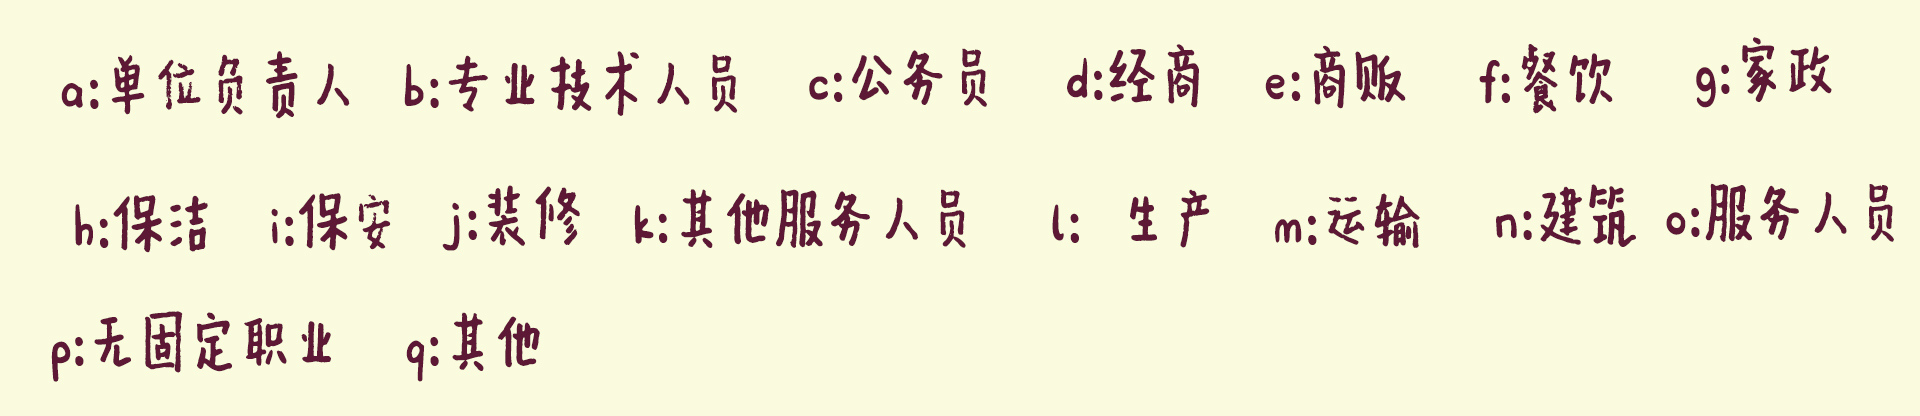 a:单位负责人 b:专业技术人员 c:公务员 d:经商 e:商贩 f:餐饮 g:家政
h:保洁 i:保安 j:装修 k:其他服务人员 l: 生产 m:运输 n:建筑 o:服务人员
p:无固定职业 q:其他